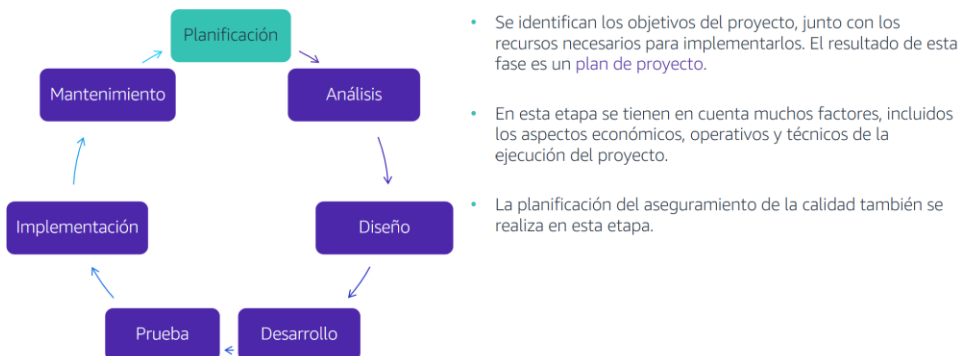 Planificación
Análisis
Diseño
Desarrollo
Prueba
Implementación
Mantenimiento
• Se identifican los objetivos del proyecto, junto con los
recursos necesarios para implementarlos. El resultado de esta
fase es un plan de proyecto.
• En esta etapa se tienen en cuenta muchos factores, incluidos
los aspectos económicos, operativos y técnicos de la
ejecución del proyecto.
• La planificación del aseguramiento de la calidad también se
realiza en esta etapa.